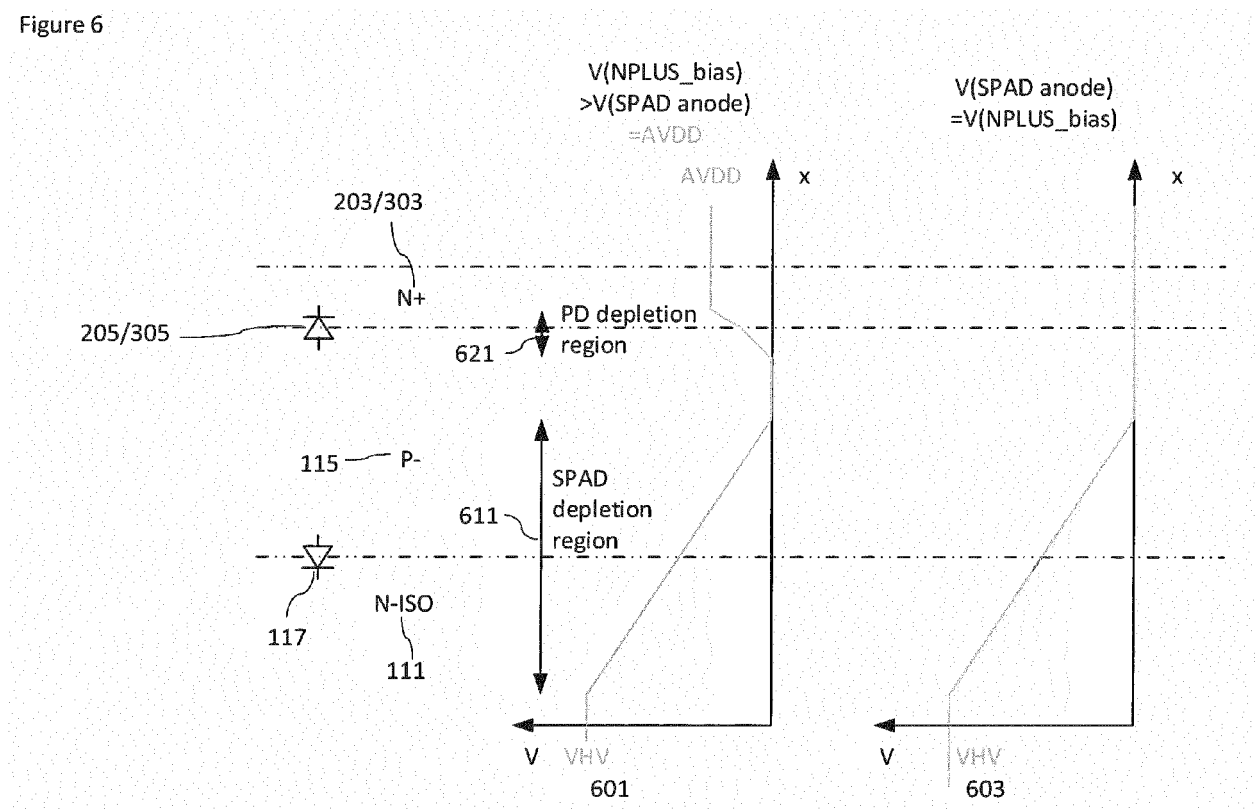 Figure 6
V(NPLUS_bias)
>V(SPAD anode)
=AVDD
V(SPAD anode)
=V(NPLUS_bias)
AVDD
x
x
203/303
N+
205/305
PD depletion
region
621
115
P-
SPAD
depletion
region
611
117
N-ISO
111
V
VHV
601
V
VHV
603